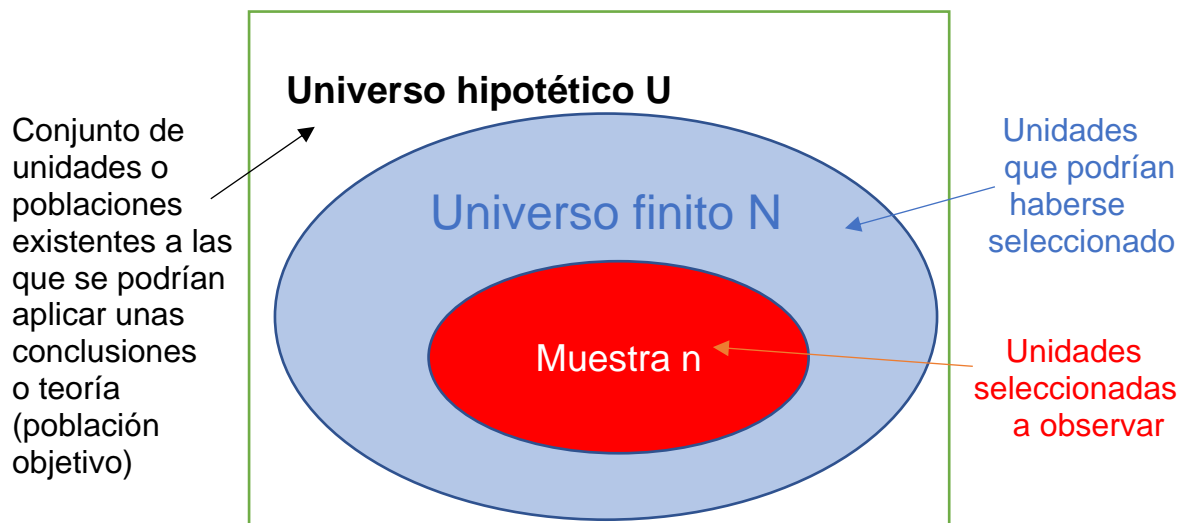 Universo hipotético U
Conjunto de
unidades o
poblaciones
existentes a las
que se podrían
aplicar unas
conclusiones
o teoría
(población
objetivo)
Universo finito N
Muestra n
Unidades
que podrían
haberse
seleccionado
Unidades
seleccionadas
a observar